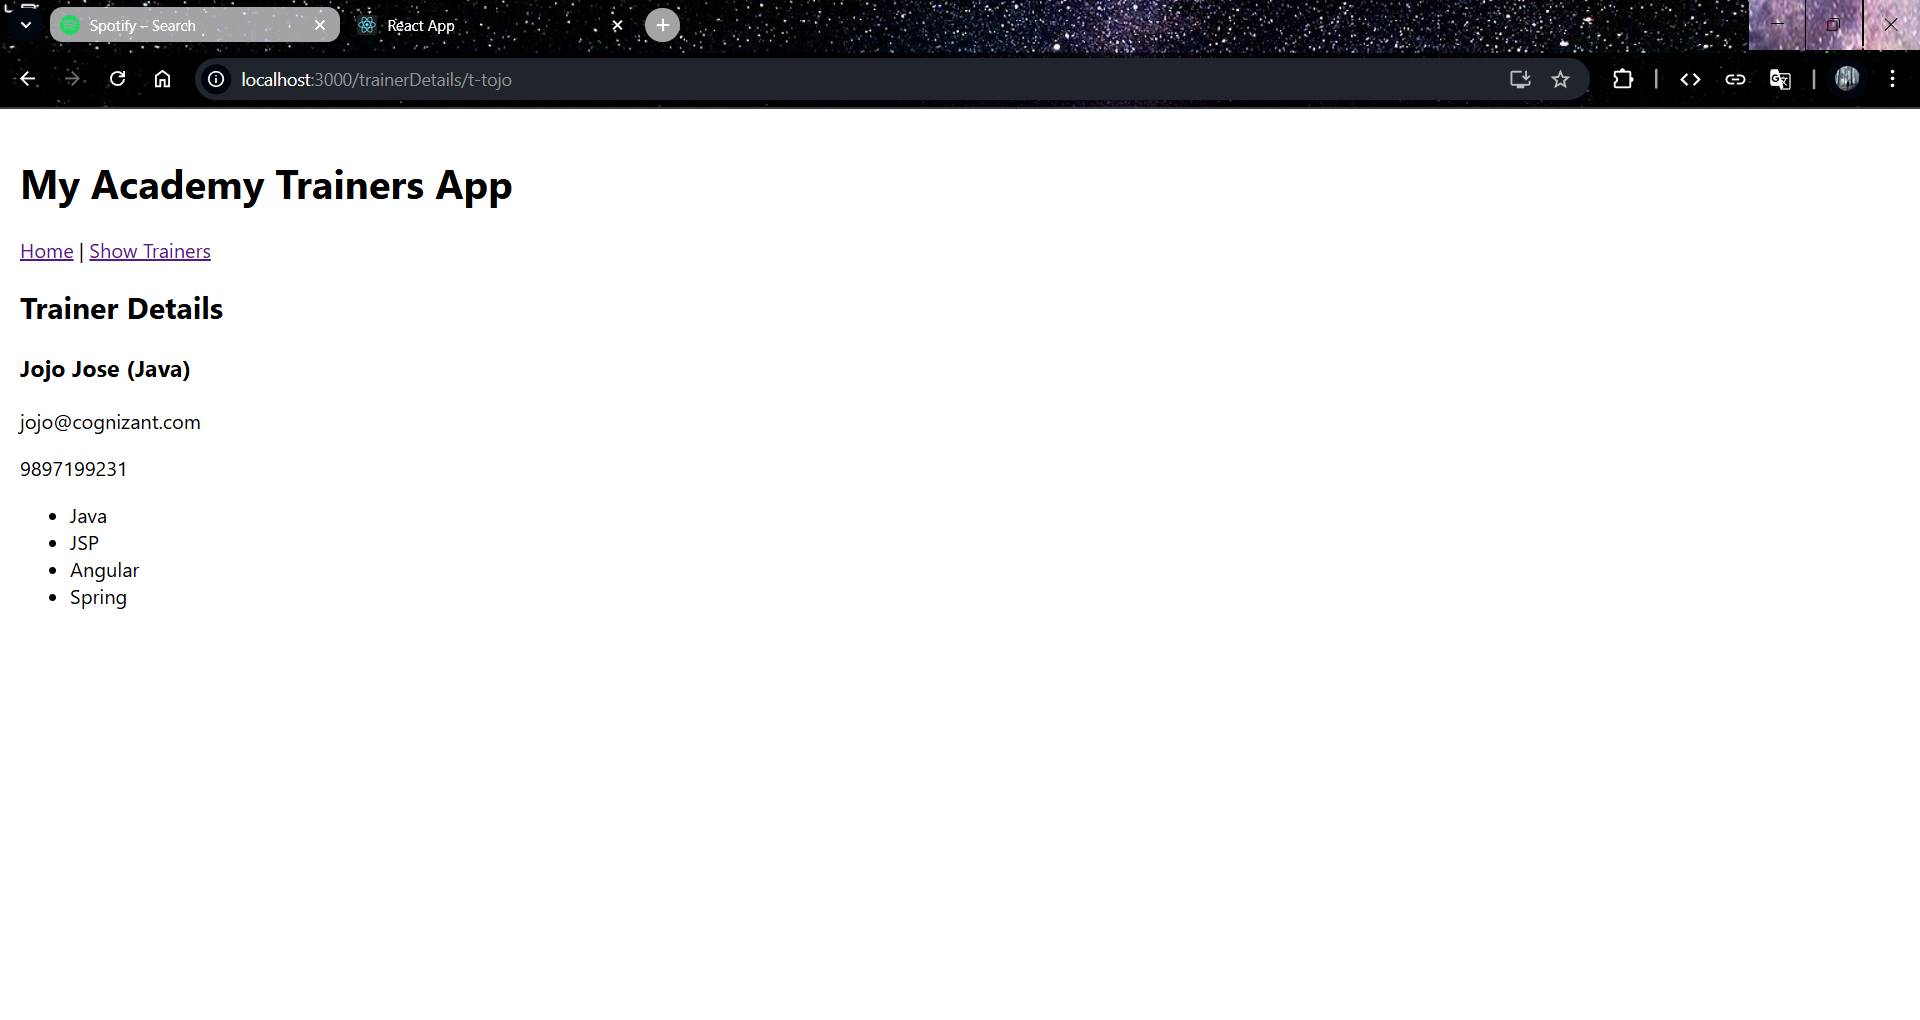 Spotify – Search
React App
localhost:3000/trainerDetails/t-tojo
My Academy Trainers App
Home | Show Trainers
Trainer Details
Jojo Jose (Java)
jojo@cognizant.com
9897199231
Java
JSP
Angular
Spring